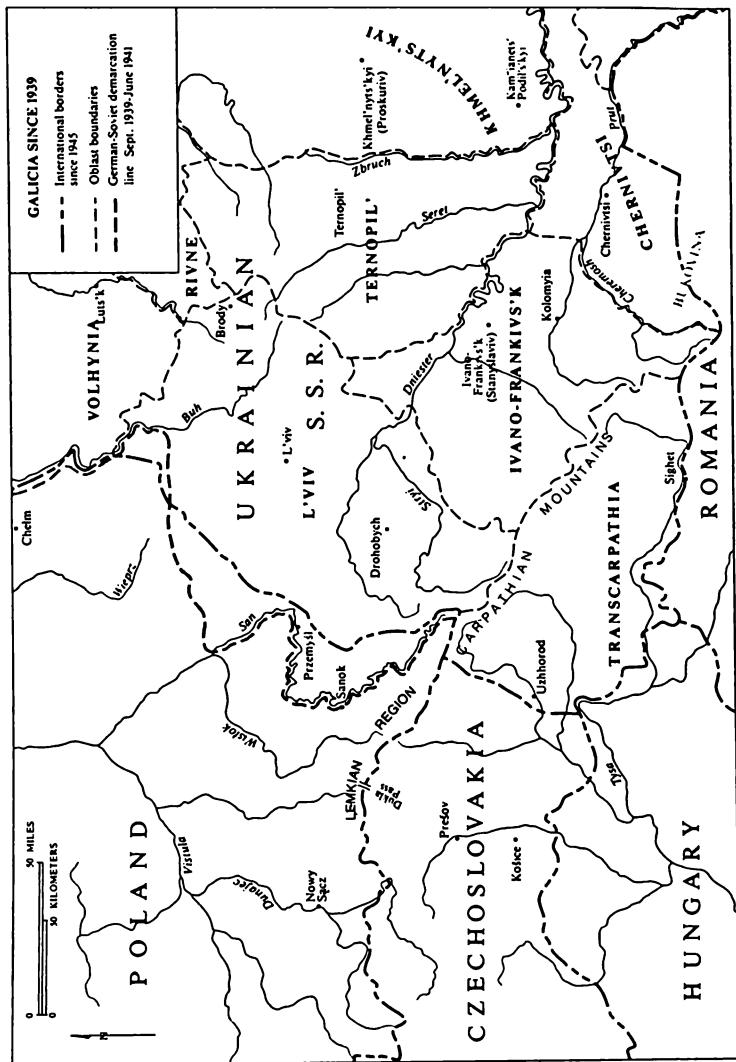 GALICIA SINCE 1939
International borders
since 1945
Oblast boundaries
German-Soviet demarcation
line Sept. 1939-June 1941
0 50 MILES
0 50 KILOMETERS
N
POLAND
Vistula
Dunajec
Nowy
Sącz
Wisłok
San
Przemyśl
Sanok
Wieprz
Chełm
LEMKIAN
REGION
Dukla
Pass
CZECHOSLOVAKIA
Prešov
Košice
HUNGARY
Tysa
Uzhhorod
TRANSCARPATHIA
CARPATHIAN
MOUNTAINS
Sighet
ROMANIA
VOLHYNIA
Luts'k
RIVNE
Brody
Buh
UKRAINIAN
S. S. R.
L'VIV
L'viv
Drohobych
Stryi
Dniester
Ternopil'
TERNOPIL'
Seret
Zbruch
Khmel'nyts'kyi
(Proskuriv)
KHMEL'NYTS'KYI
Kam"ianets'
Podil's'kyi
Ivano-
Frankivs'k
(Stanyslaviv)
IVANO-FRANKIVS'K
Kolomyia
Cheremosh
Chernivtsi
CHERNIVTSI
Prut
BUKOVINA